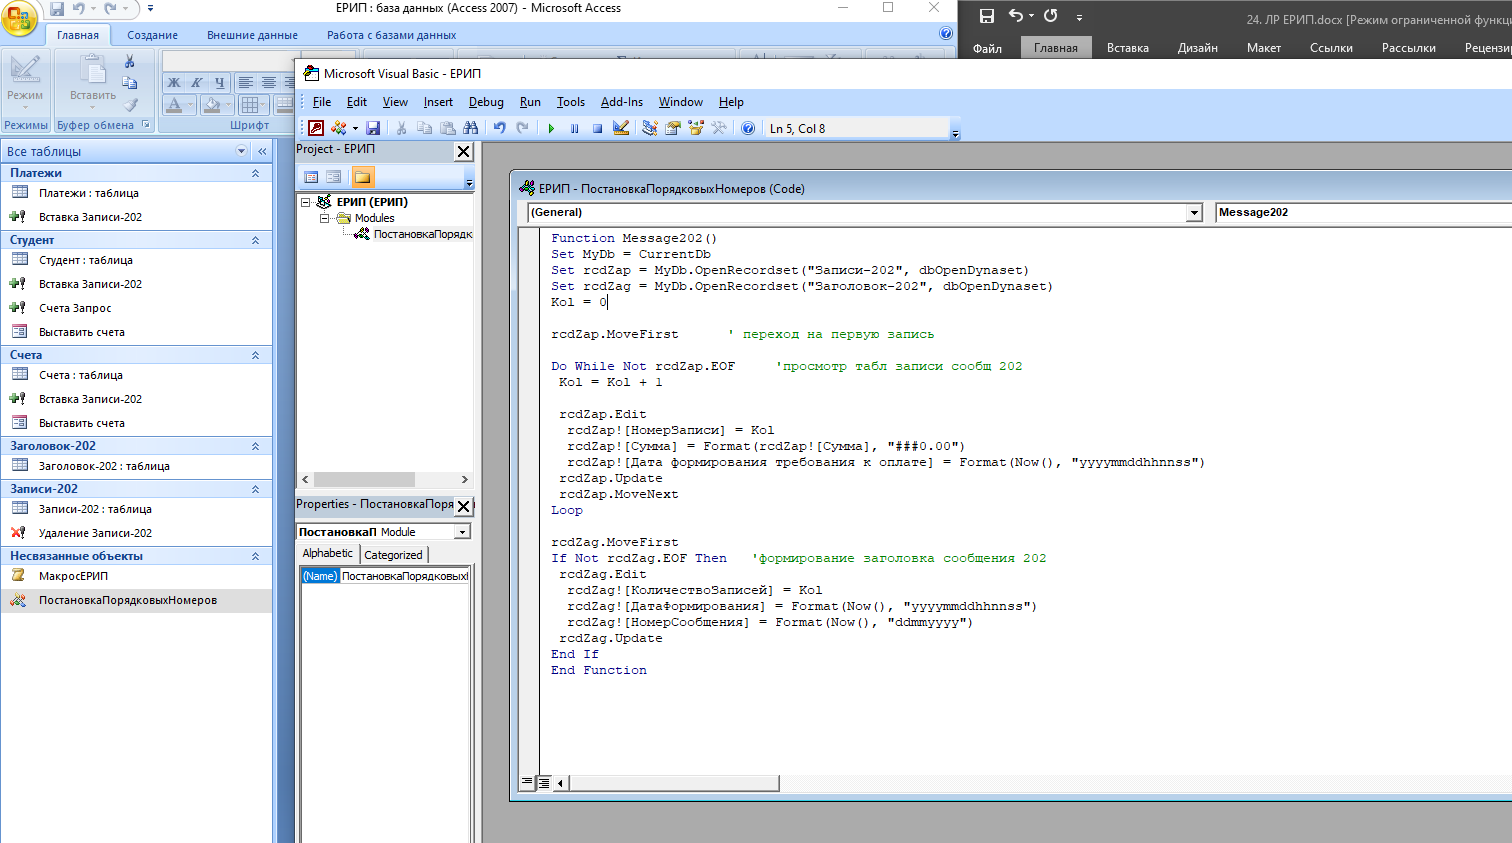 ЕРИП : база данных (Access 2007) - Microsoft Access
Главная Создание Внешние данные Работа с базами данных
Режим
Вставить
Ж К Ч
Режимы Буфер обмена Шрифт
24. ЛР ЕРИП.docx [Режим ограниченной функци
Файл Главная Вставка Дизайн Макет Ссылки Рассылки Рецензи
Microsoft Visual Basic - ЕРИП
File Edit View Insert Debug Run Tools Add-Ins Window Help
Ln 5, Col 8
Все таблицы
Платежи
Платежи : таблица
Вставка Записи-202
Студент
Студент : таблица
Вставка Записи-202
Счета Запрос
Выставить счета
Счета
Счета : таблица
Вставка Записи-202
Выставить счета
Заголовок-202
Заголовок-202 : таблица
Записи-202
Записи-202 : таблица
Удаление Записи-202
Несвязанные объекты
МакросЕРИП
ПостановкаПорядковыхНомеров
Project - ЕРИП
ЕРИП (ЕРИП)
Modules
ПостановкаПорядк
Properties - ПостановкаПоряд
ПостановкаП Module
Alphabetic Categorized
(Name) ПостановкаПорядковыхН
ЕРИП - ПостановкаПорядковыхНомеров (Code)
(General) Message202
Function Message202()
Set MyDb = CurrentDb
Set rcdZap = MyDb.OpenRecordset("Записи-202", dbOpenDynaset)
Set rcdZag = MyDb.OpenRecordset("Заголовок-202", dbOpenDynaset)
Kol = 0
rcdZap.MoveFirst ' переход на первую запись
Do While Not rcdZap.EOF 'просмотр табл записи сообщ 202
Kol = Kol + 1
rcdZap.Edit
rcdZap![НомерЗаписи] = Kol
rcdZap![Сумма] = Format(rcdZap![Сумма], "###0.00")
rcdZap![Дата формирования требования к оплате] = Format(Now(), "yyyymmddhhnnss")
rcdZap.Update
rcdZap.MoveNext
Loop
rcdZag.MoveFirst
If Not rcdZag.EOF Then 'формирование заголовка сообщения 202
rcdZag.Edit
rcdZag![КоличествоЗаписей] = Kol
rcdZag![ДатаФормирования] = Format(Now(), "yyyymmddhhnnss")
rcdZag![НомерСообщения] = Format(Now(), "ddmmyyyy")
rcdZag.Update
End If
End Function